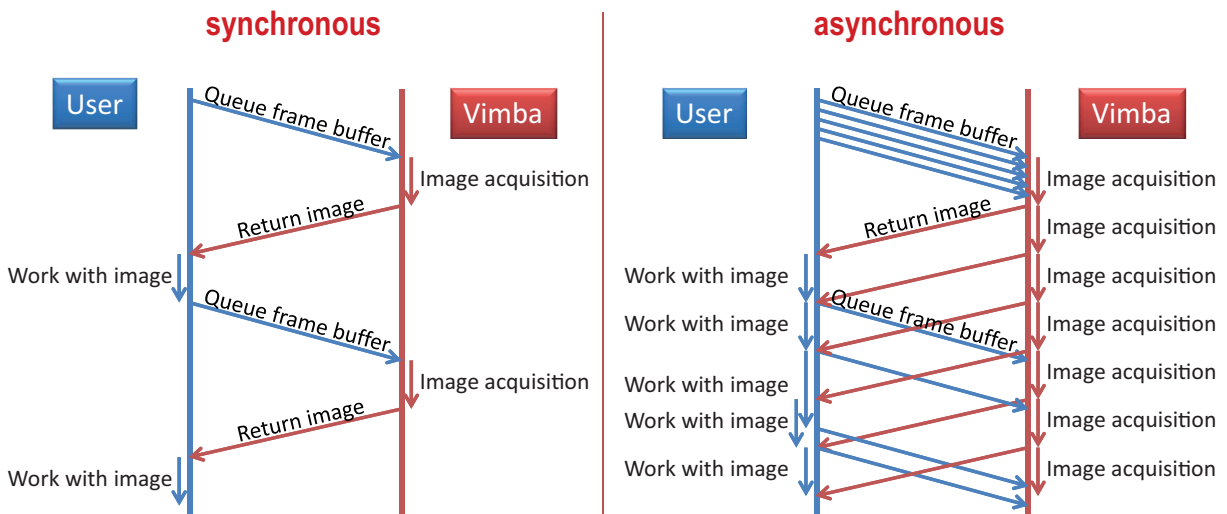 synchronous
User
Vimba
Queue frame buffer
Image acquisition
Return image
Work with image
Queue frame buffer
Image acquisition
Return image
Work with image
asynchronous
User
Vimba
Queue frame buffer
Image acquisition
Return image
Image acquisition
Work with image
Image acquisition
Queue frame buffer
Work with image
Image acquisition
Work with image
Image acquisition
Work with image
Image acquisition
Work with image
Image acquisition